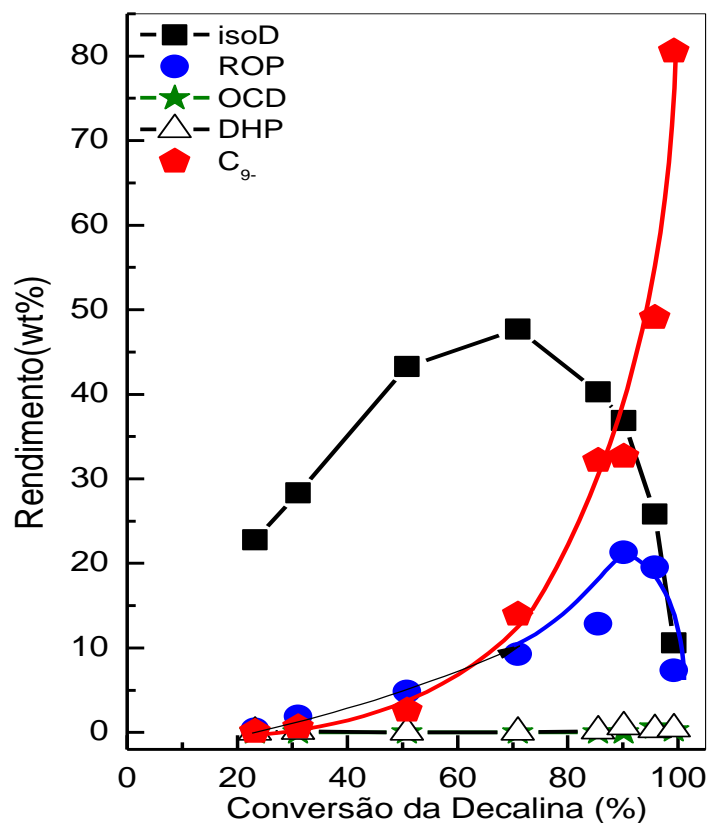 isoD
ROP
OCD
DHP
C9-
80
70
60
50
40
30
20
10
0
Rendimento(wt%)
0 20 40 60 80 100
Conversão da Decalina (%)